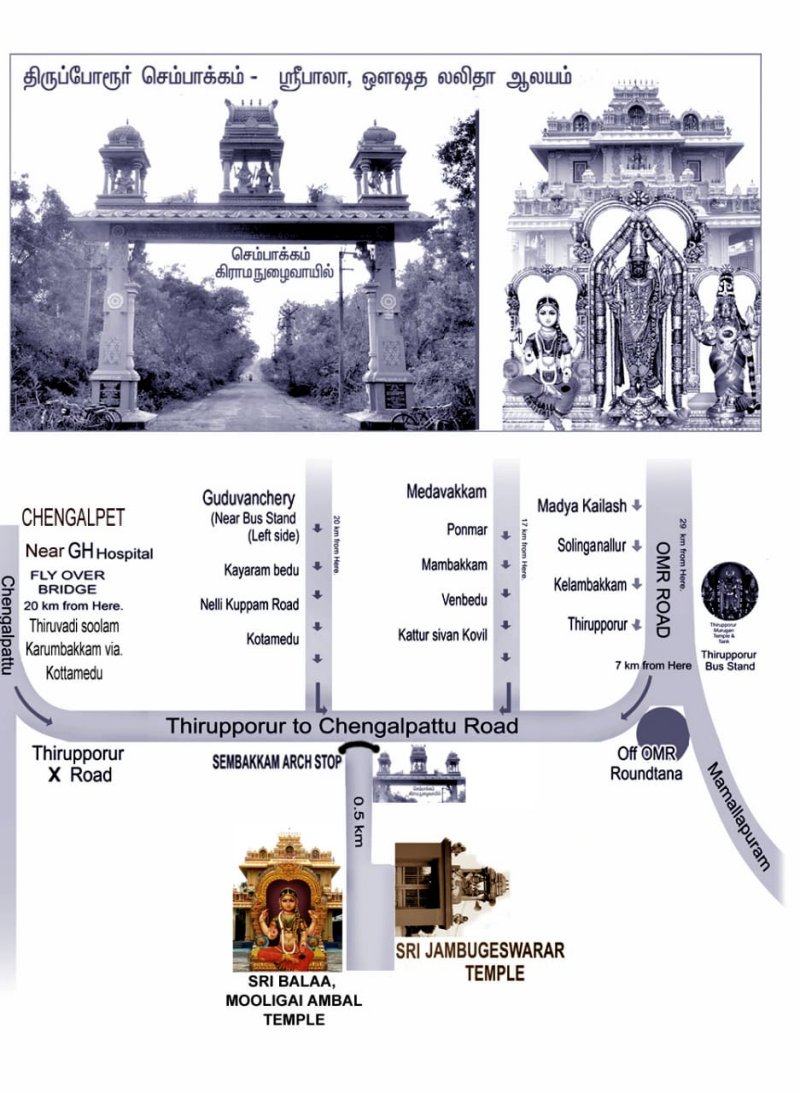 திருப்போரூர் செம்பாக்கம் - ஸ்ரீபாலா, ஔஷத லலிதா ஆலயம்
செம்பாக்கம்
கிராமநுழைவாயில்
CHENGALPET
Near GH Hospital
FLY OVER
BRIDGE
20 km from Here.
Thiruvadi soolam
Karumbakkam via.
Kottamedu
Chengalpattu
Guduvanchery
(Near Bus Stand
(Left side)
Kayaram bedu
Nelli Kuppam Road
Kotamedu
20 km from Here.
Medavakkam
Ponmar
Mambakkam
Venbedu
Kattur sivan Kovil
17 km from Here.
Madya Kailash
Solinganallur
Kelambakkam
Thirupporur
29 km from Here.
OMR ROAD
7 km from Here
Thirupporur
Murugan
Temple &
Tank
Thirupporur
Bus Stand
Thirupporur to Chengalpattu Road
Thirupporur
X Road
SEMBAKKAM ARCH STOP
Off OMR
Roundtana
Mamallapuram
செம்பாக்கம்
கிராமநுழைவாயில்
0.5 km
SRI BALAA,
MOOLIGAI AMBAL
TEMPLE
SRI JAMBUGESWARAR
TEMPLE